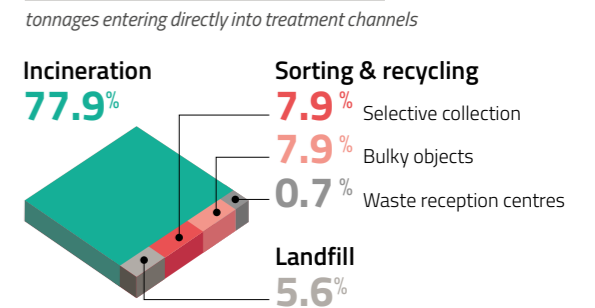 tonnages entering directly into treatment channels
Incineration
77.9%
Sorting & recycling
7.9% Selective collection
7.9% Bulky objects
0.7% Waste reception centres
Landfill
5.6%